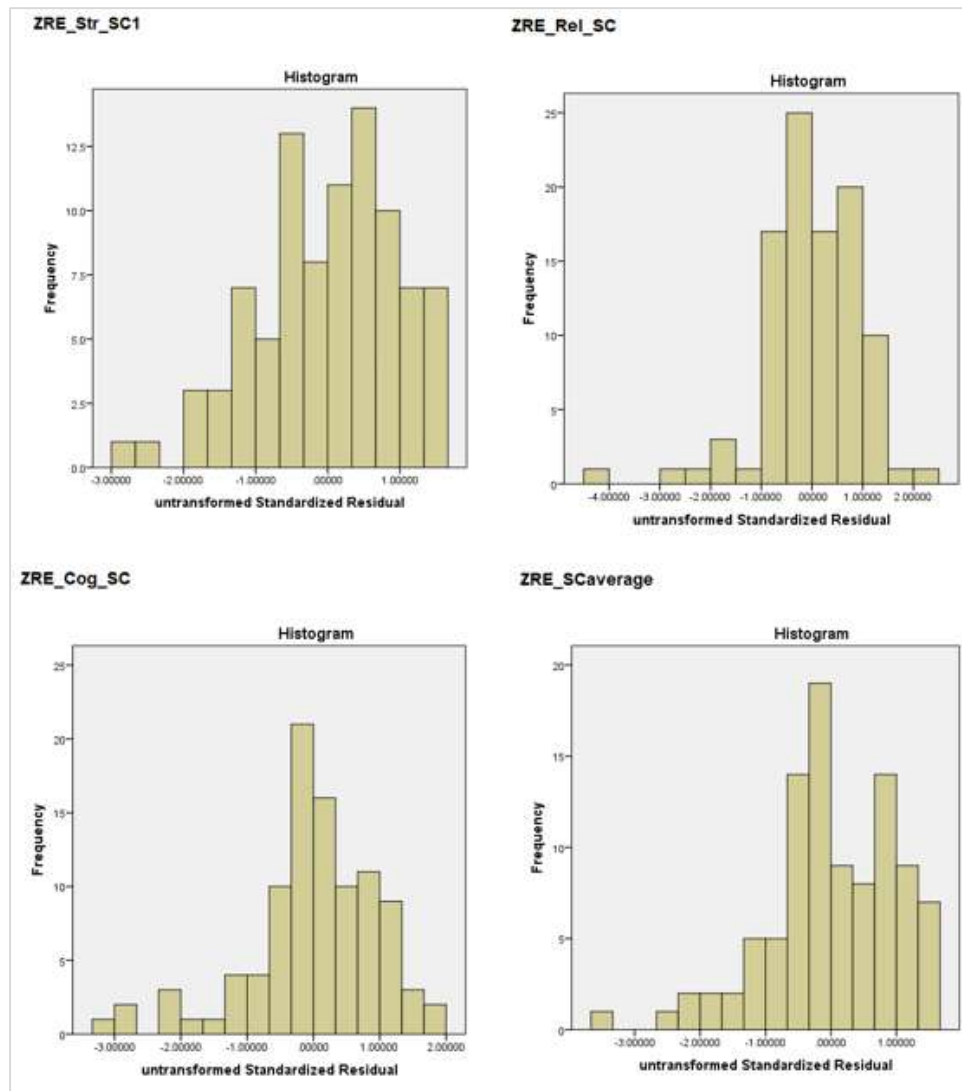 ZRE_Str_SC1
Histogram
12.5
10.0
7.5
5.0
2.5
0.0
Frequency
-3.00000 -2.00000 -1.00000 .00000 1.00000
untransformed Standardized Residual
ZRE_Rel_SC
Histogram
25
20
15
10
5
0
Frequency
-4.00000 -3.00000 -2.00000 -1.00000 .00000 1.00000 2.00000
untransformed Standardized Residual
ZRE_Cog_SC
Histogram
25
20
15
10
5
0
Frequency
-3.00000 -2.00000 -1.00000 .00000 1.00000 2.00000
untransformed Standardized Residual
ZRE_SCaverage
Histogram
20
15
10
5
0
Frequency
-3.00000 -2.00000 -1.00000 .00000 1.00000
untransformed Standardized Residual